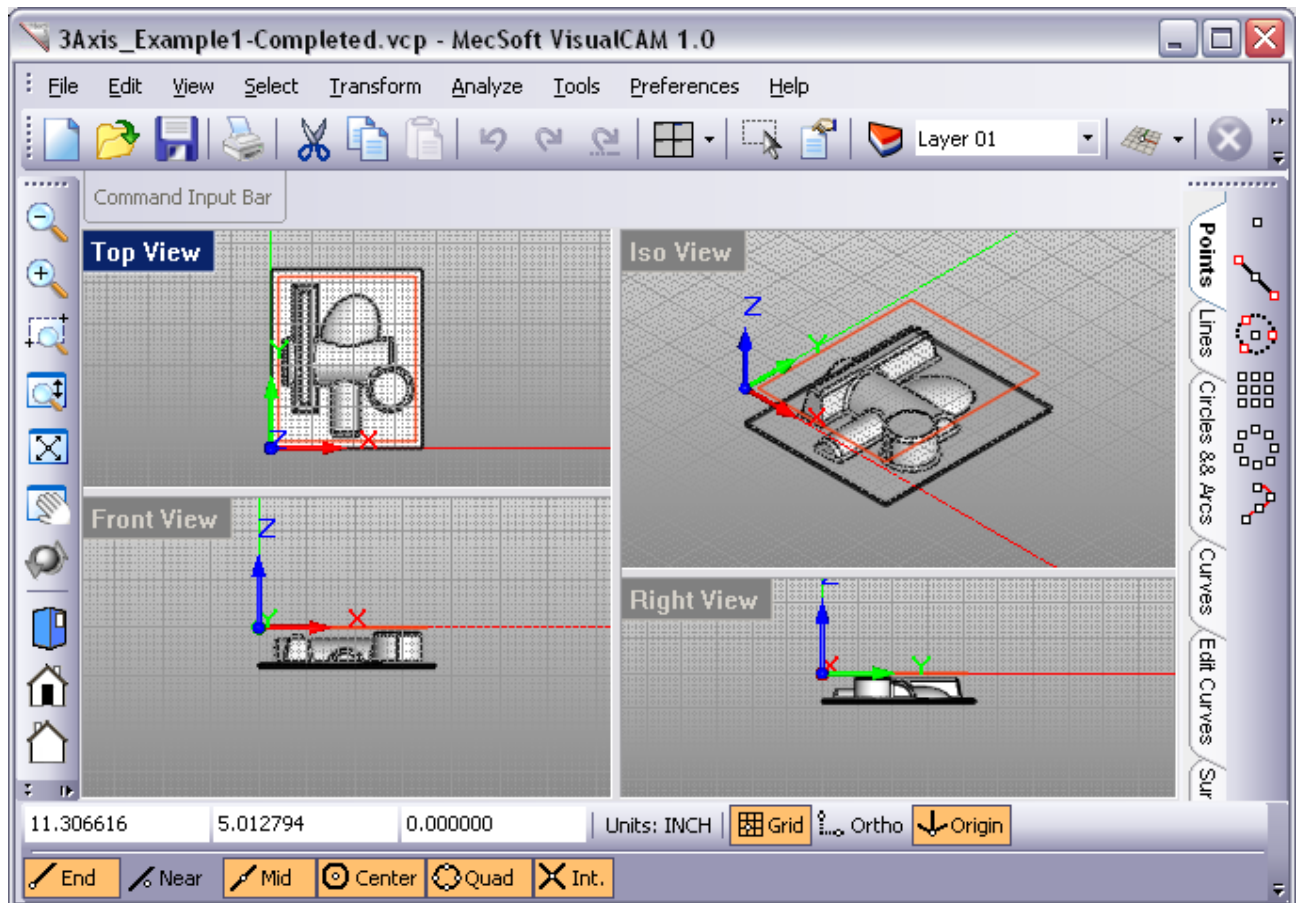 3Axis_Example1-Completed.vcp - MecSoft VisualCAM 1.0
File Edit View Select Transform Analyze Tools Preferences Help
Layer 01
Command Input Bar
Top View
Y
Z
X
Iso View
Z
Y
X
Front View
Z
Y
X
Right View
Z
X
Y
Points
Lines
Circles && Arcs
Curves
Edit Curves
Sur
11.306616 5.012794 0.000000 Units: INCH Grid Ortho Origin
End Near Mid Center Quad Int.